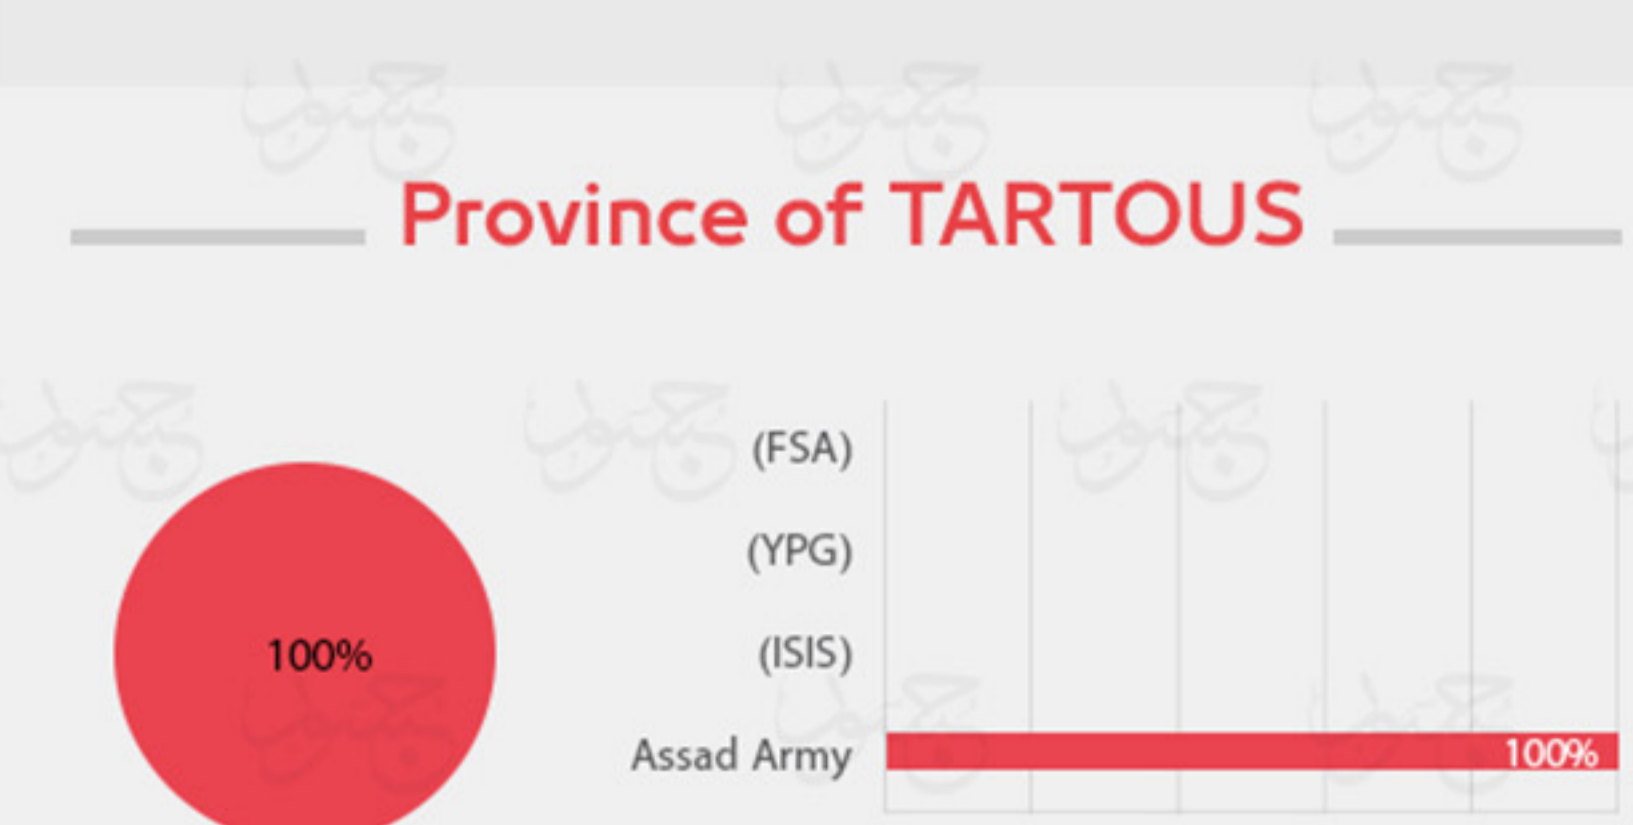 Province of TARTOUS
(FSA)
(YPG)
(ISIS)
100%
Assad Army 100%